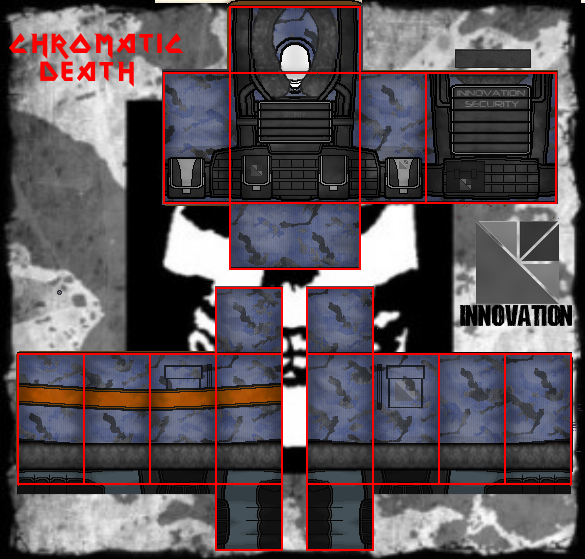 CHROMATIC
DEATH
INNOVATION
SECURITY
INNOVATION